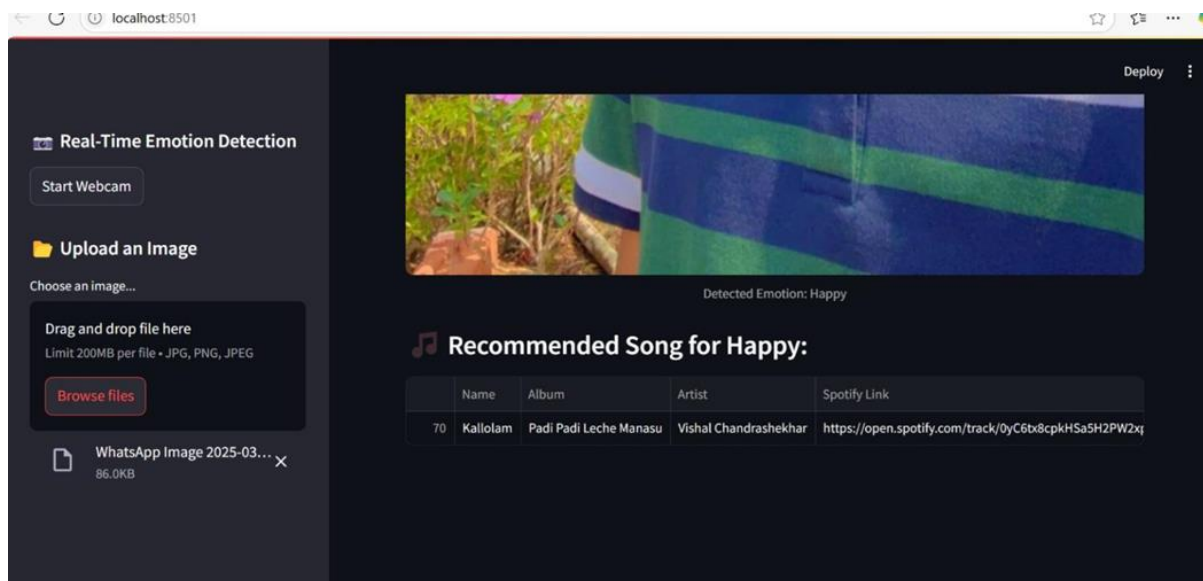 localhost:8501
Deploy
Real-Time Emotion Detection
Start Webcam
Upload an Image
Choose an image...
Drag and drop file here
Limit 200MB per file • JPG, PNG, JPEG
Browse files
WhatsApp Image 2025-03...
86.0KB
Detected Emotion: Happy
Recommended Song for Happy:
Name Album Artist Spotify Link
70 Kallolam Padi Padi Leche Manasu Vishal Chandrashekhar https://open.spotify.com/track/0yC6tx8cpkHSa5H2PW2xp